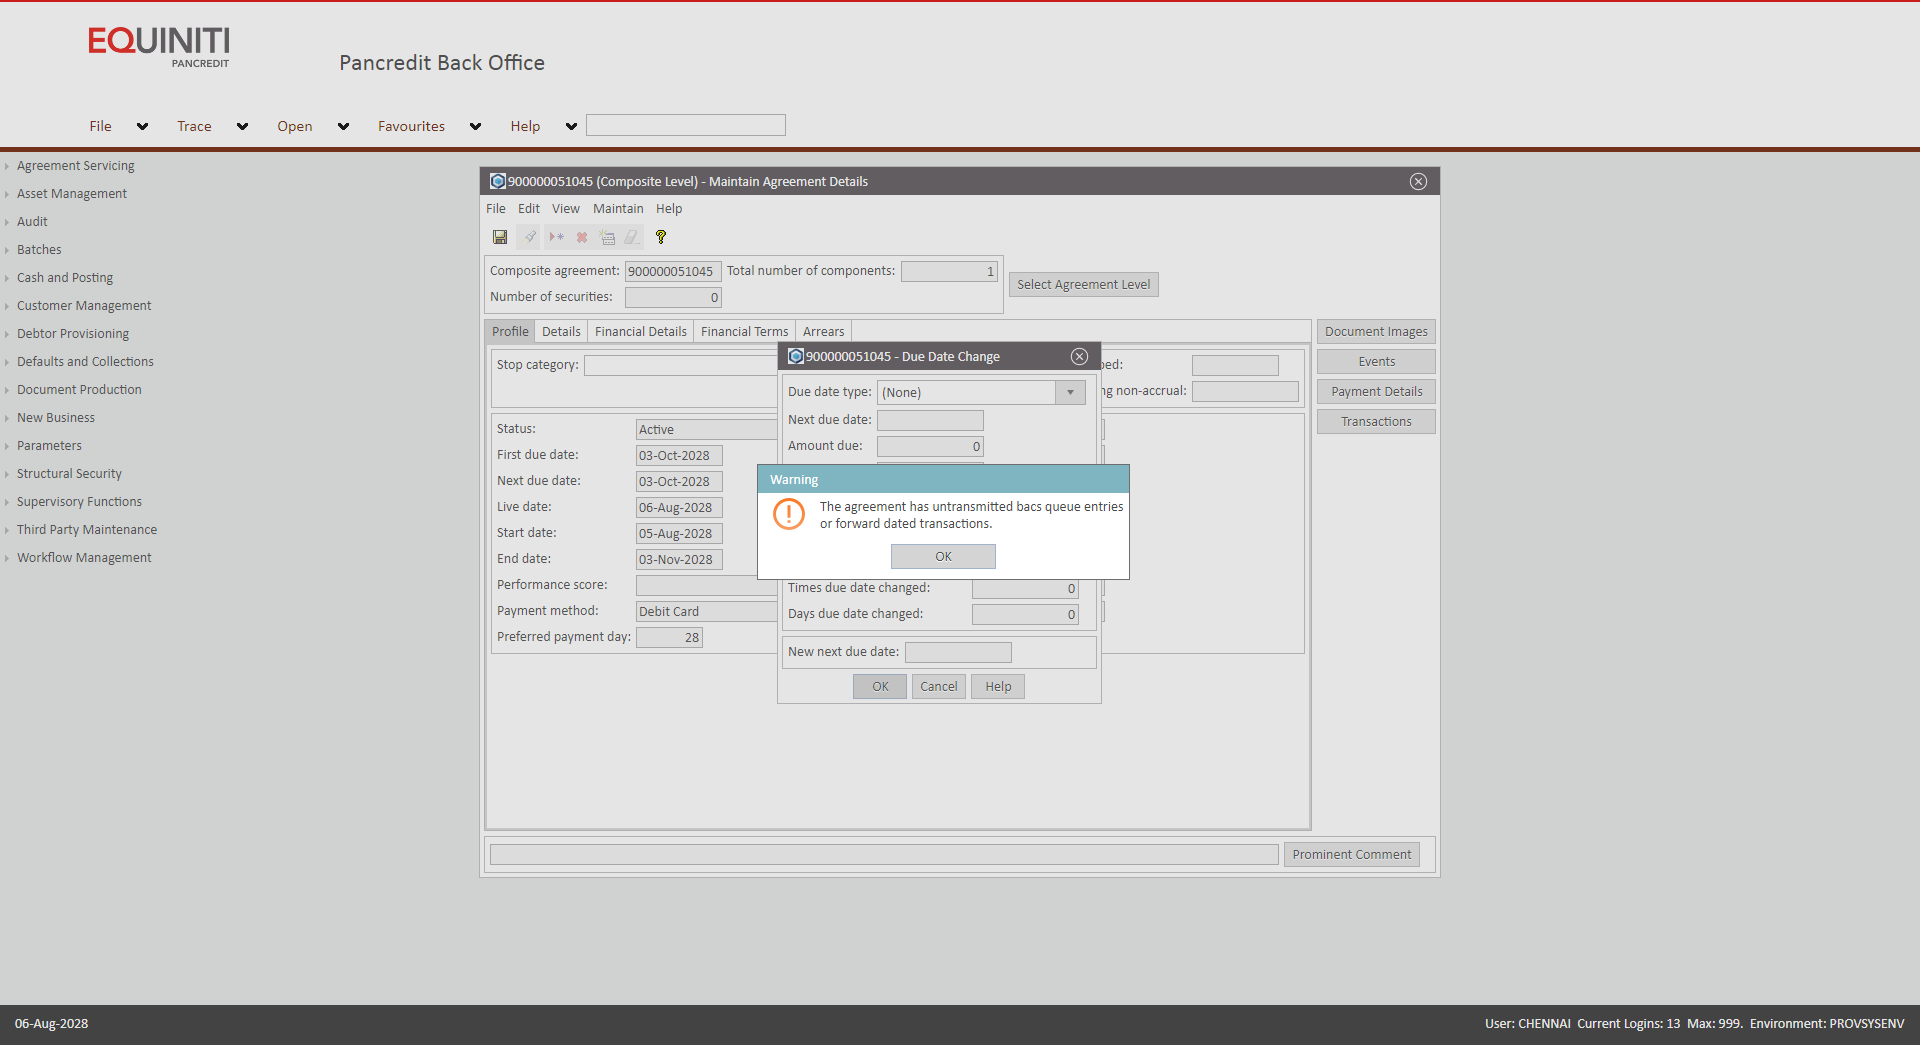 EQUINITI
PANCREDIT
Pancredit Back Office
File Trace Open Favourites Help
Agreement Servicing
Asset Management
Audit
Batches
Cash and Posting
Customer Management
Debtor Provisioning
Defaults and Collections
Document Production
New Business
Parameters
Structural Security
Supervisory Functions
Third Party Maintenance
Workflow Management
900000051045 (Composite Level) - Maintain Agreement Details
File Edit View Maintain Help
Composite agreement: 900000051045 Total number of components: 1
Number of securities: 0
Select Agreement Level
Profile Details Financial Details Financial Terms Arrears
Document Images
Events
Payment Details
Transactions
Stop category:
ng non-accrual:
Status: Active
First due date: 03-Oct-2028
Next due date: 03-Oct-2028
Live date: 06-Aug-2028
Start date: 05-Aug-2028
End date: 03-Nov-2028
Performance score:
Payment method: Debit Card
Preferred payment day: 28
900000051045 - Due Date Change
Due date type: (None)
Next due date:
Amount due: 0
Warning
The agreement has untransmitted bacs queue entries
or forward dated transactions.
OK
Times due date changed: 0
Days due date changed: 0
New next due date:
OK Cancel Help
Prominent Comment
06-Aug-2028
User: CHENNAI Current Logins: 13 Max: 999. Environment: PROVSYSENV